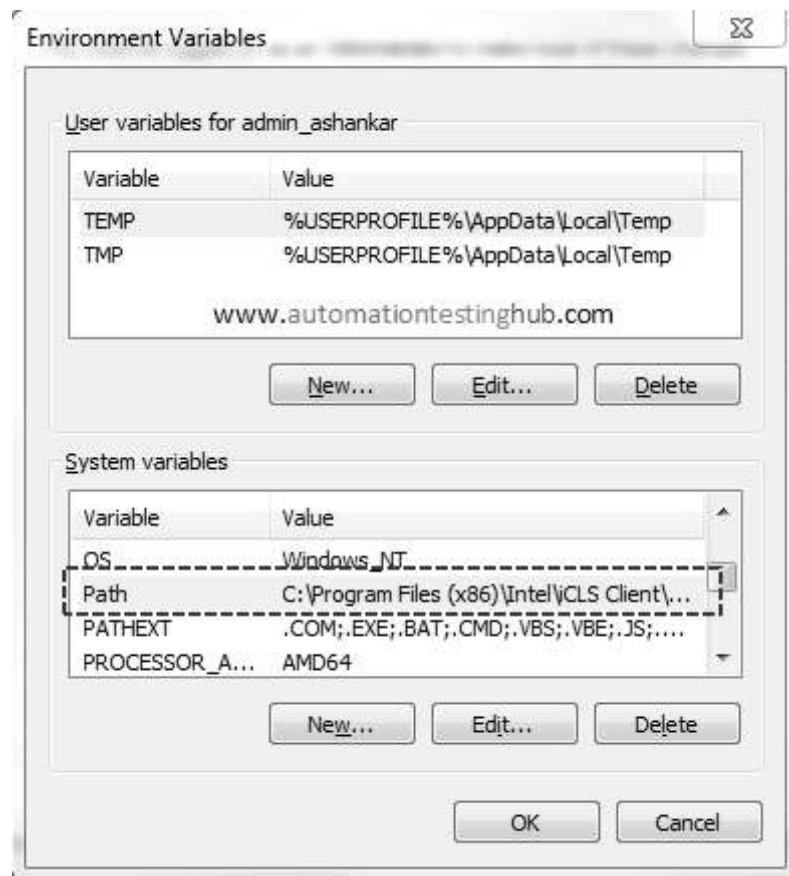 Environment Variables
User variables for admin_ashankar
Variable Value
TEMP %USERPROFILE%\AppData\Local\Temp
TMP %USERPROFILE%\AppData\Local\Temp
www.automationtestinghub.com
New... Edit... Delete
System variables
Variable Value
OS Windows_NT
Path C:\Program Files (x86)\Intel\iCLS Client\...
PATHEXT .COM;.EXE;.BAT;.CMD;.VBS;.VBE;.JS;....
PROCESSOR_A... AMD64
New... Edit... Delete
OK Cancel